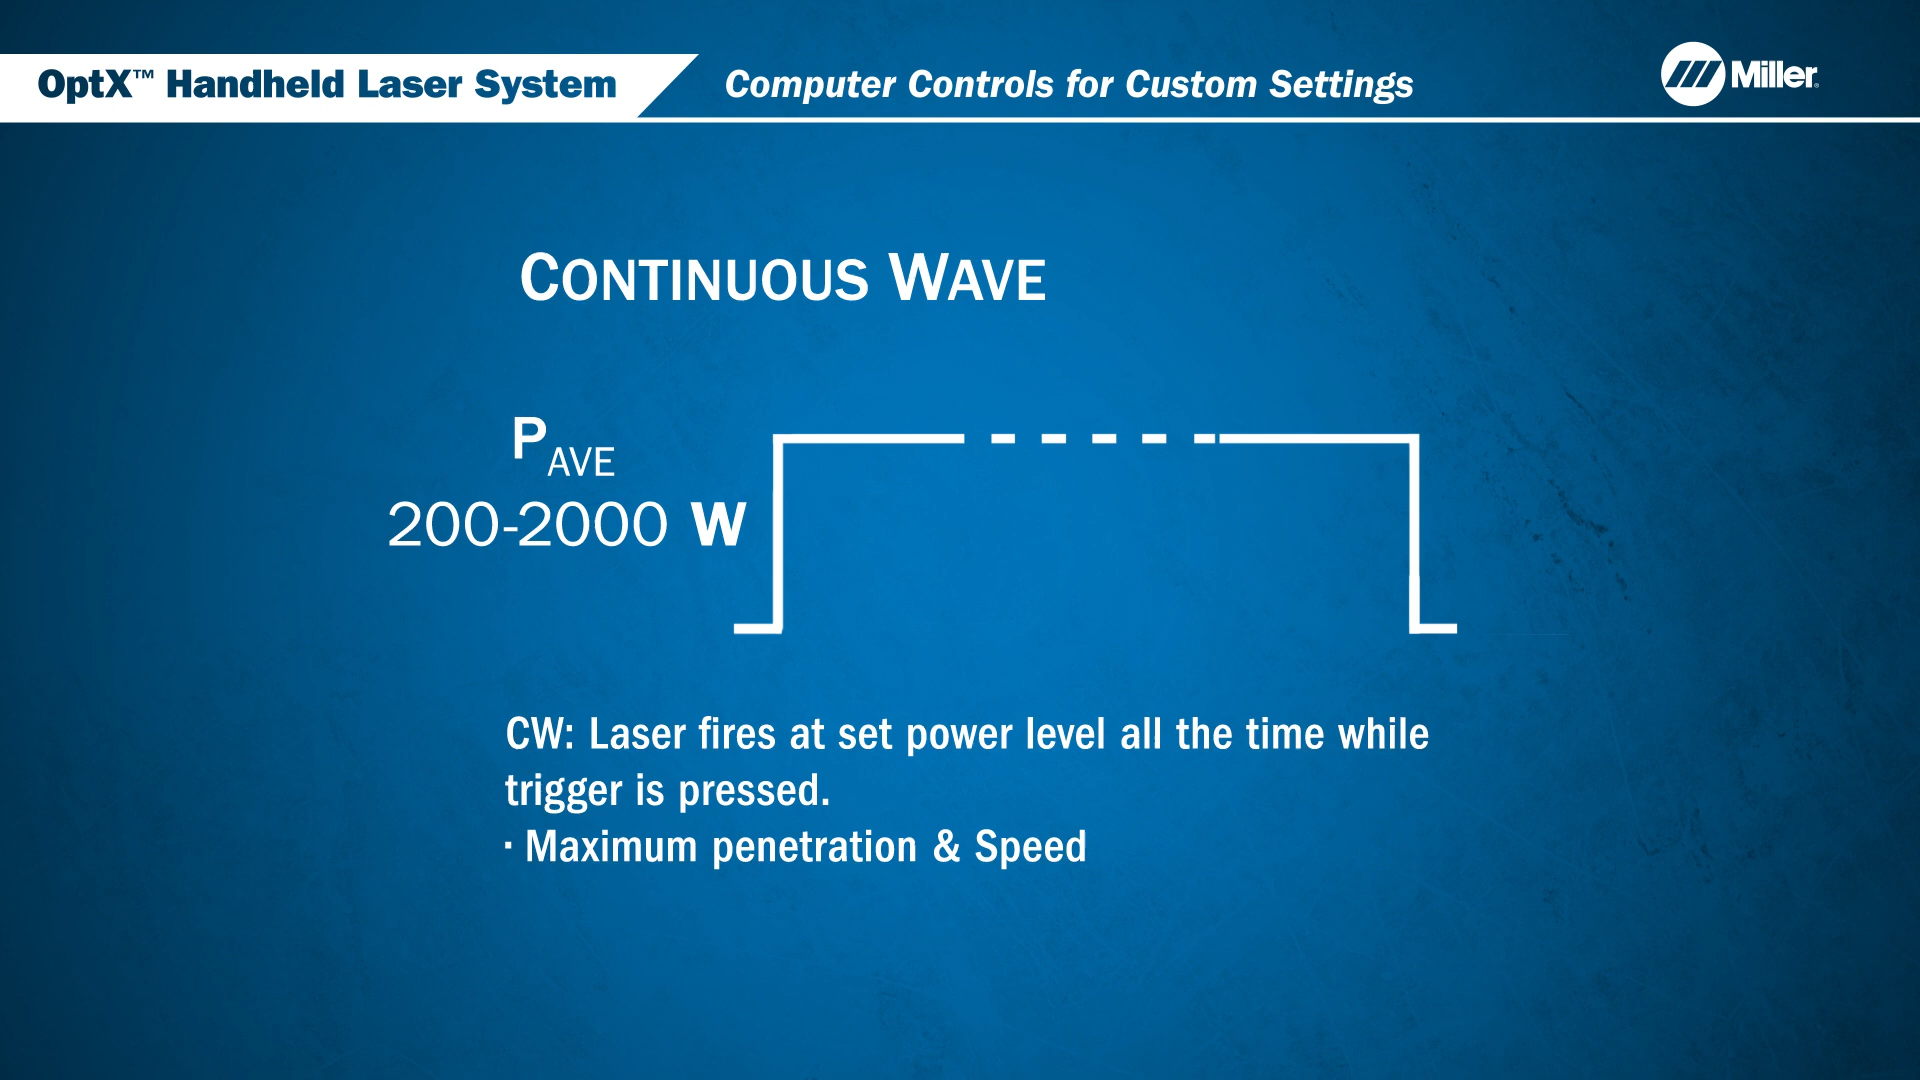 OptX™ Handheld Laser System
Computer Controls for Custom Settings
Miller®
CONTINUOUS WAVE
PAVE
200-2000 W
CW: Laser fires at set power level all the time while
trigger is pressed.
· Maximum penetration & Speed